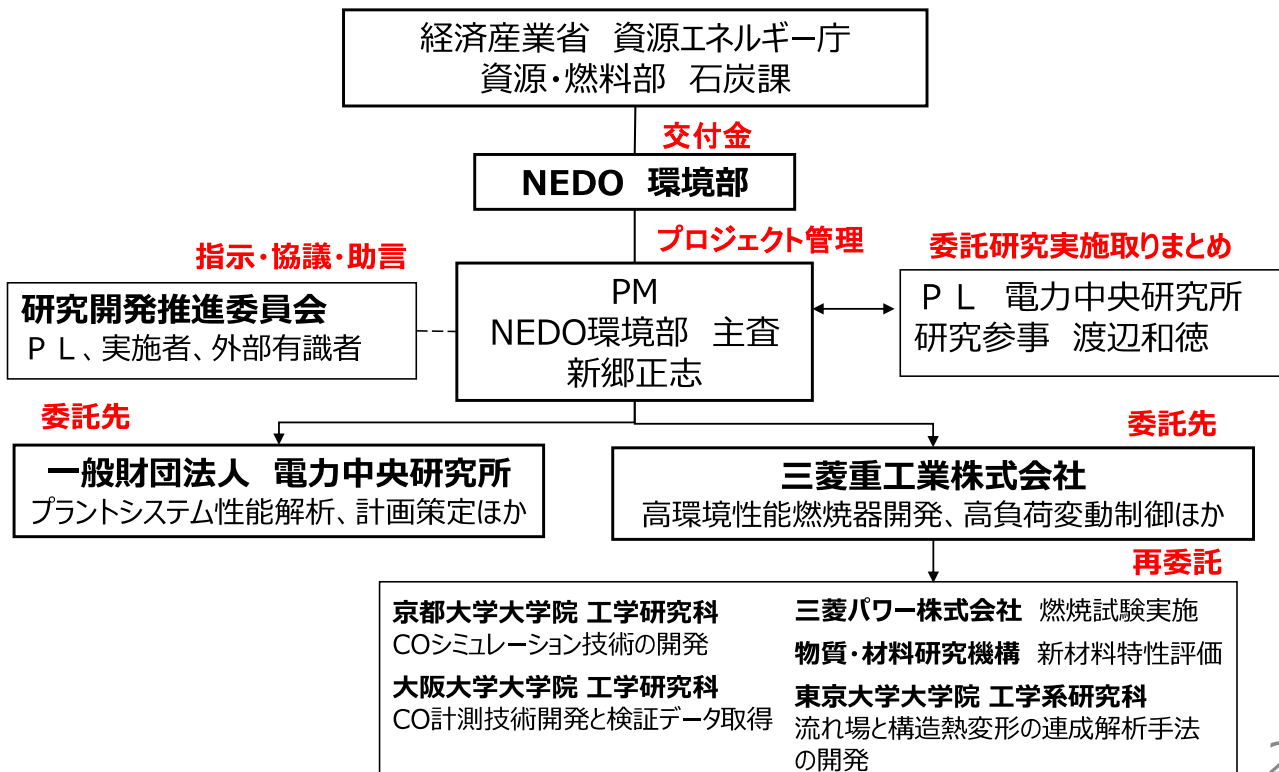 経済産業省 資源エネルギー庁
資源・燃料部 石炭課
交付金
NEDO 環境部
プロジェクト管理
指示・協議・助言
委託研究実施取りまとめ
研究開発推進委員会
ＰＬ、実施者、外部有識者
PM
NEDO環境部 主査
新郷正志
ＰＬ 電力中央研究所
研究参事 渡辺和徳
委託先
委託先
一般財団法人 電力中央研究所
プラントシステム性能解析、計画策定ほか
三菱重工業株式会社
高環境性能燃焼器開発、高負荷変動制御ほか
再委託
京都大学大学院 工学研究科
COシミュレーション技術の開発
大阪大学大学院 工学研究科
CO計測技術開発と検証データ取得
三菱パワー株式会社 燃焼試験実施
物質・材料研究機構 新材料特性評価
東京大学大学院 工学系研究科
流れ場と構造熱変形の連成解析手法
の開発